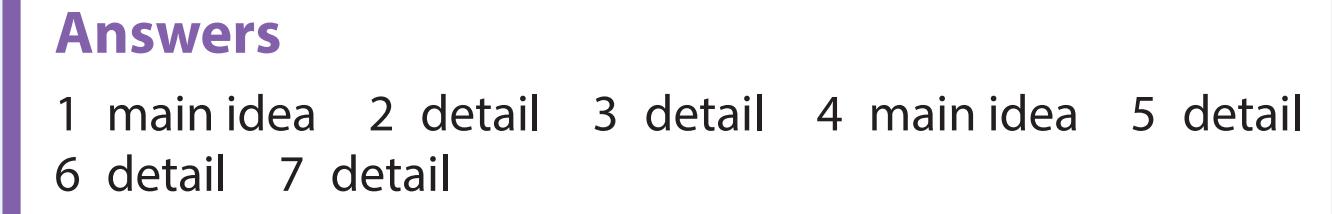 Answers
1 main idea 2 detail 3 detail 4 main idea 5 detail
6 detail 7 detail